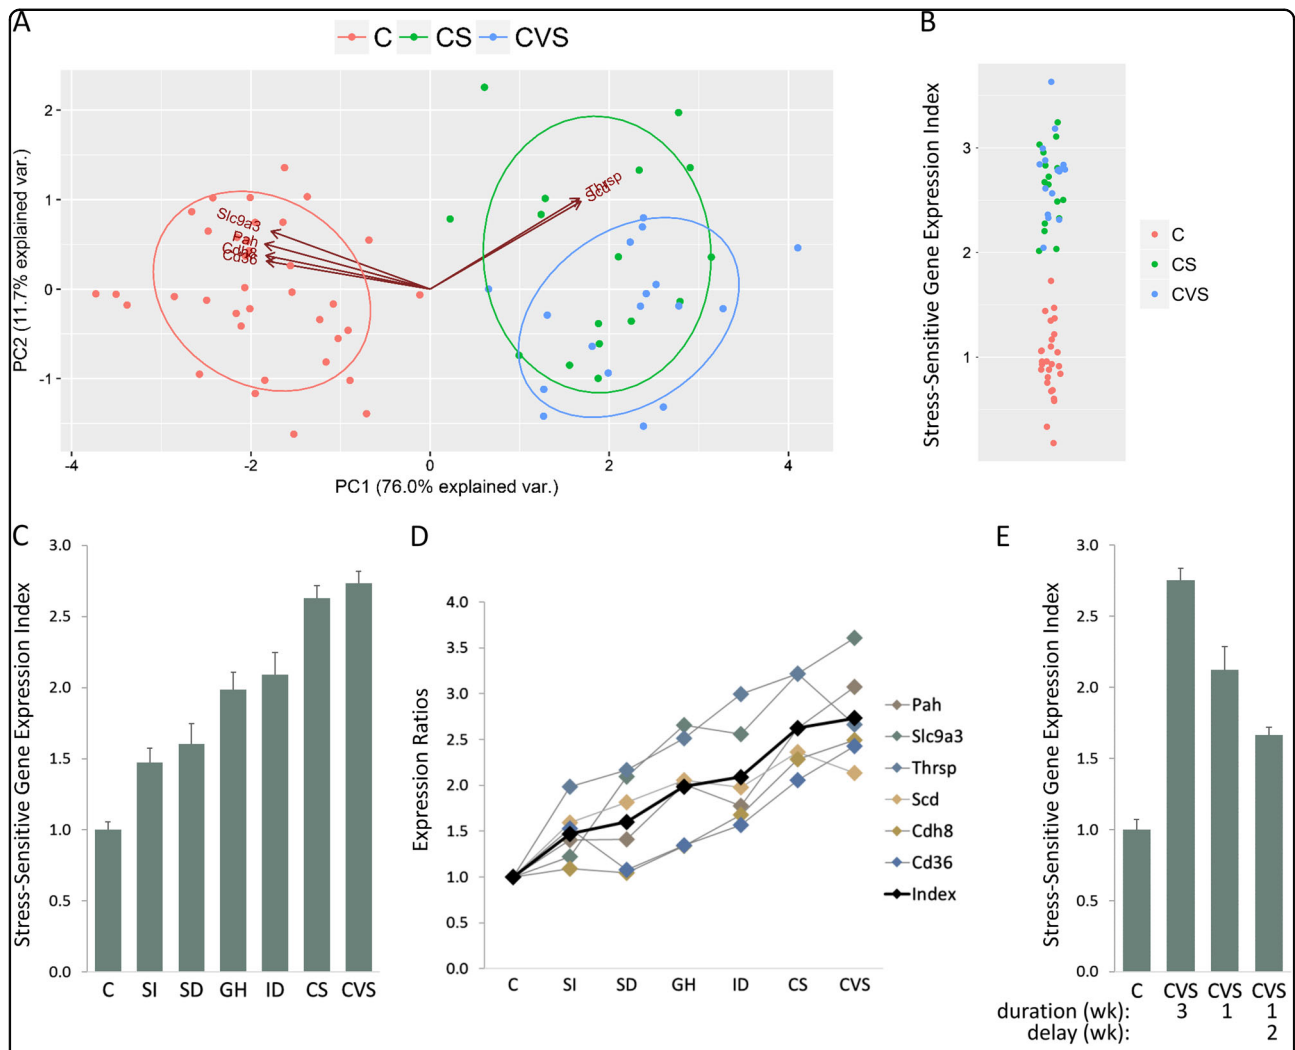 A
C CS CVS
PC2 (11.7% explained var.)
2
1
0
-1
Slc9a3
Pah
Cdh8
Cd36
Thrsp
Scd
-4 -2 0 2 4
PC1 (76.0% explained var.)
B
Stress-Sensitive Gene Expression Index
3
2
1
C
CS
CVS
C
Stress-Sensitive Gene Expression Index
3.0
2.5
2.0
1.5
1.0
0.5
0.0
C SI SD GH ID CS CVS
D
Expression Ratios
4.0
3.5
3.0
2.5
2.0
1.5
1.0
0.5
0.0
C SI SD GH ID CS CVS
Pah
Slc9a3
Thrsp
Scd
Cdh8
Cd36
Index
E
Stress-Sensitive Gene Expression Index
3.0
2.5
2.0
1.5
1.0
0.5
0.0
C CVS CVS CVS
duration (wk): 3 1 1
delay (wk): 2